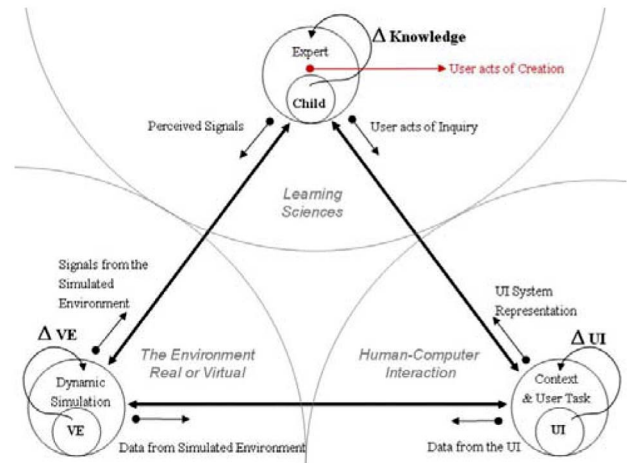 Δ Knowledge
Expert
User acts of Creation
Child
Perceived Signals
User acts of Inquiry
Learning
Sciences
Signals from the
Simulated
Environment
UI System
Representation
Δ VE
Δ UI
The Environment
Real or Virtual
Human-Computer
Interaction
Dynamic
Simulation
VE
Context
& User Task
UI
Data from Simulated Environment
Data from the UI